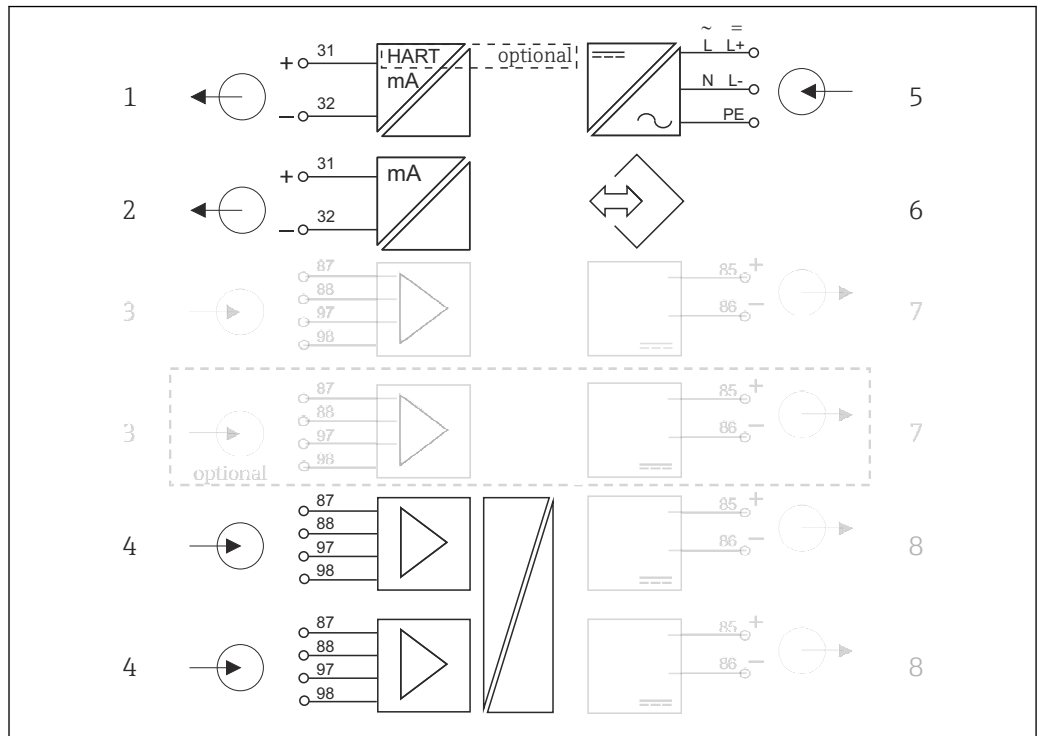 ~ =
+ 31 HART optional L L+
1 mA N L- 5
– 32 PE
+ 31 mA
2 6
– 32
87 85 +
88
3 97 86 – 7
98
87 85 +
88
3 97 86 – 7
optional 98
87 85 +
88
4 97 86 – 8
98
87 85 +
88
4 97 86 – 8
98